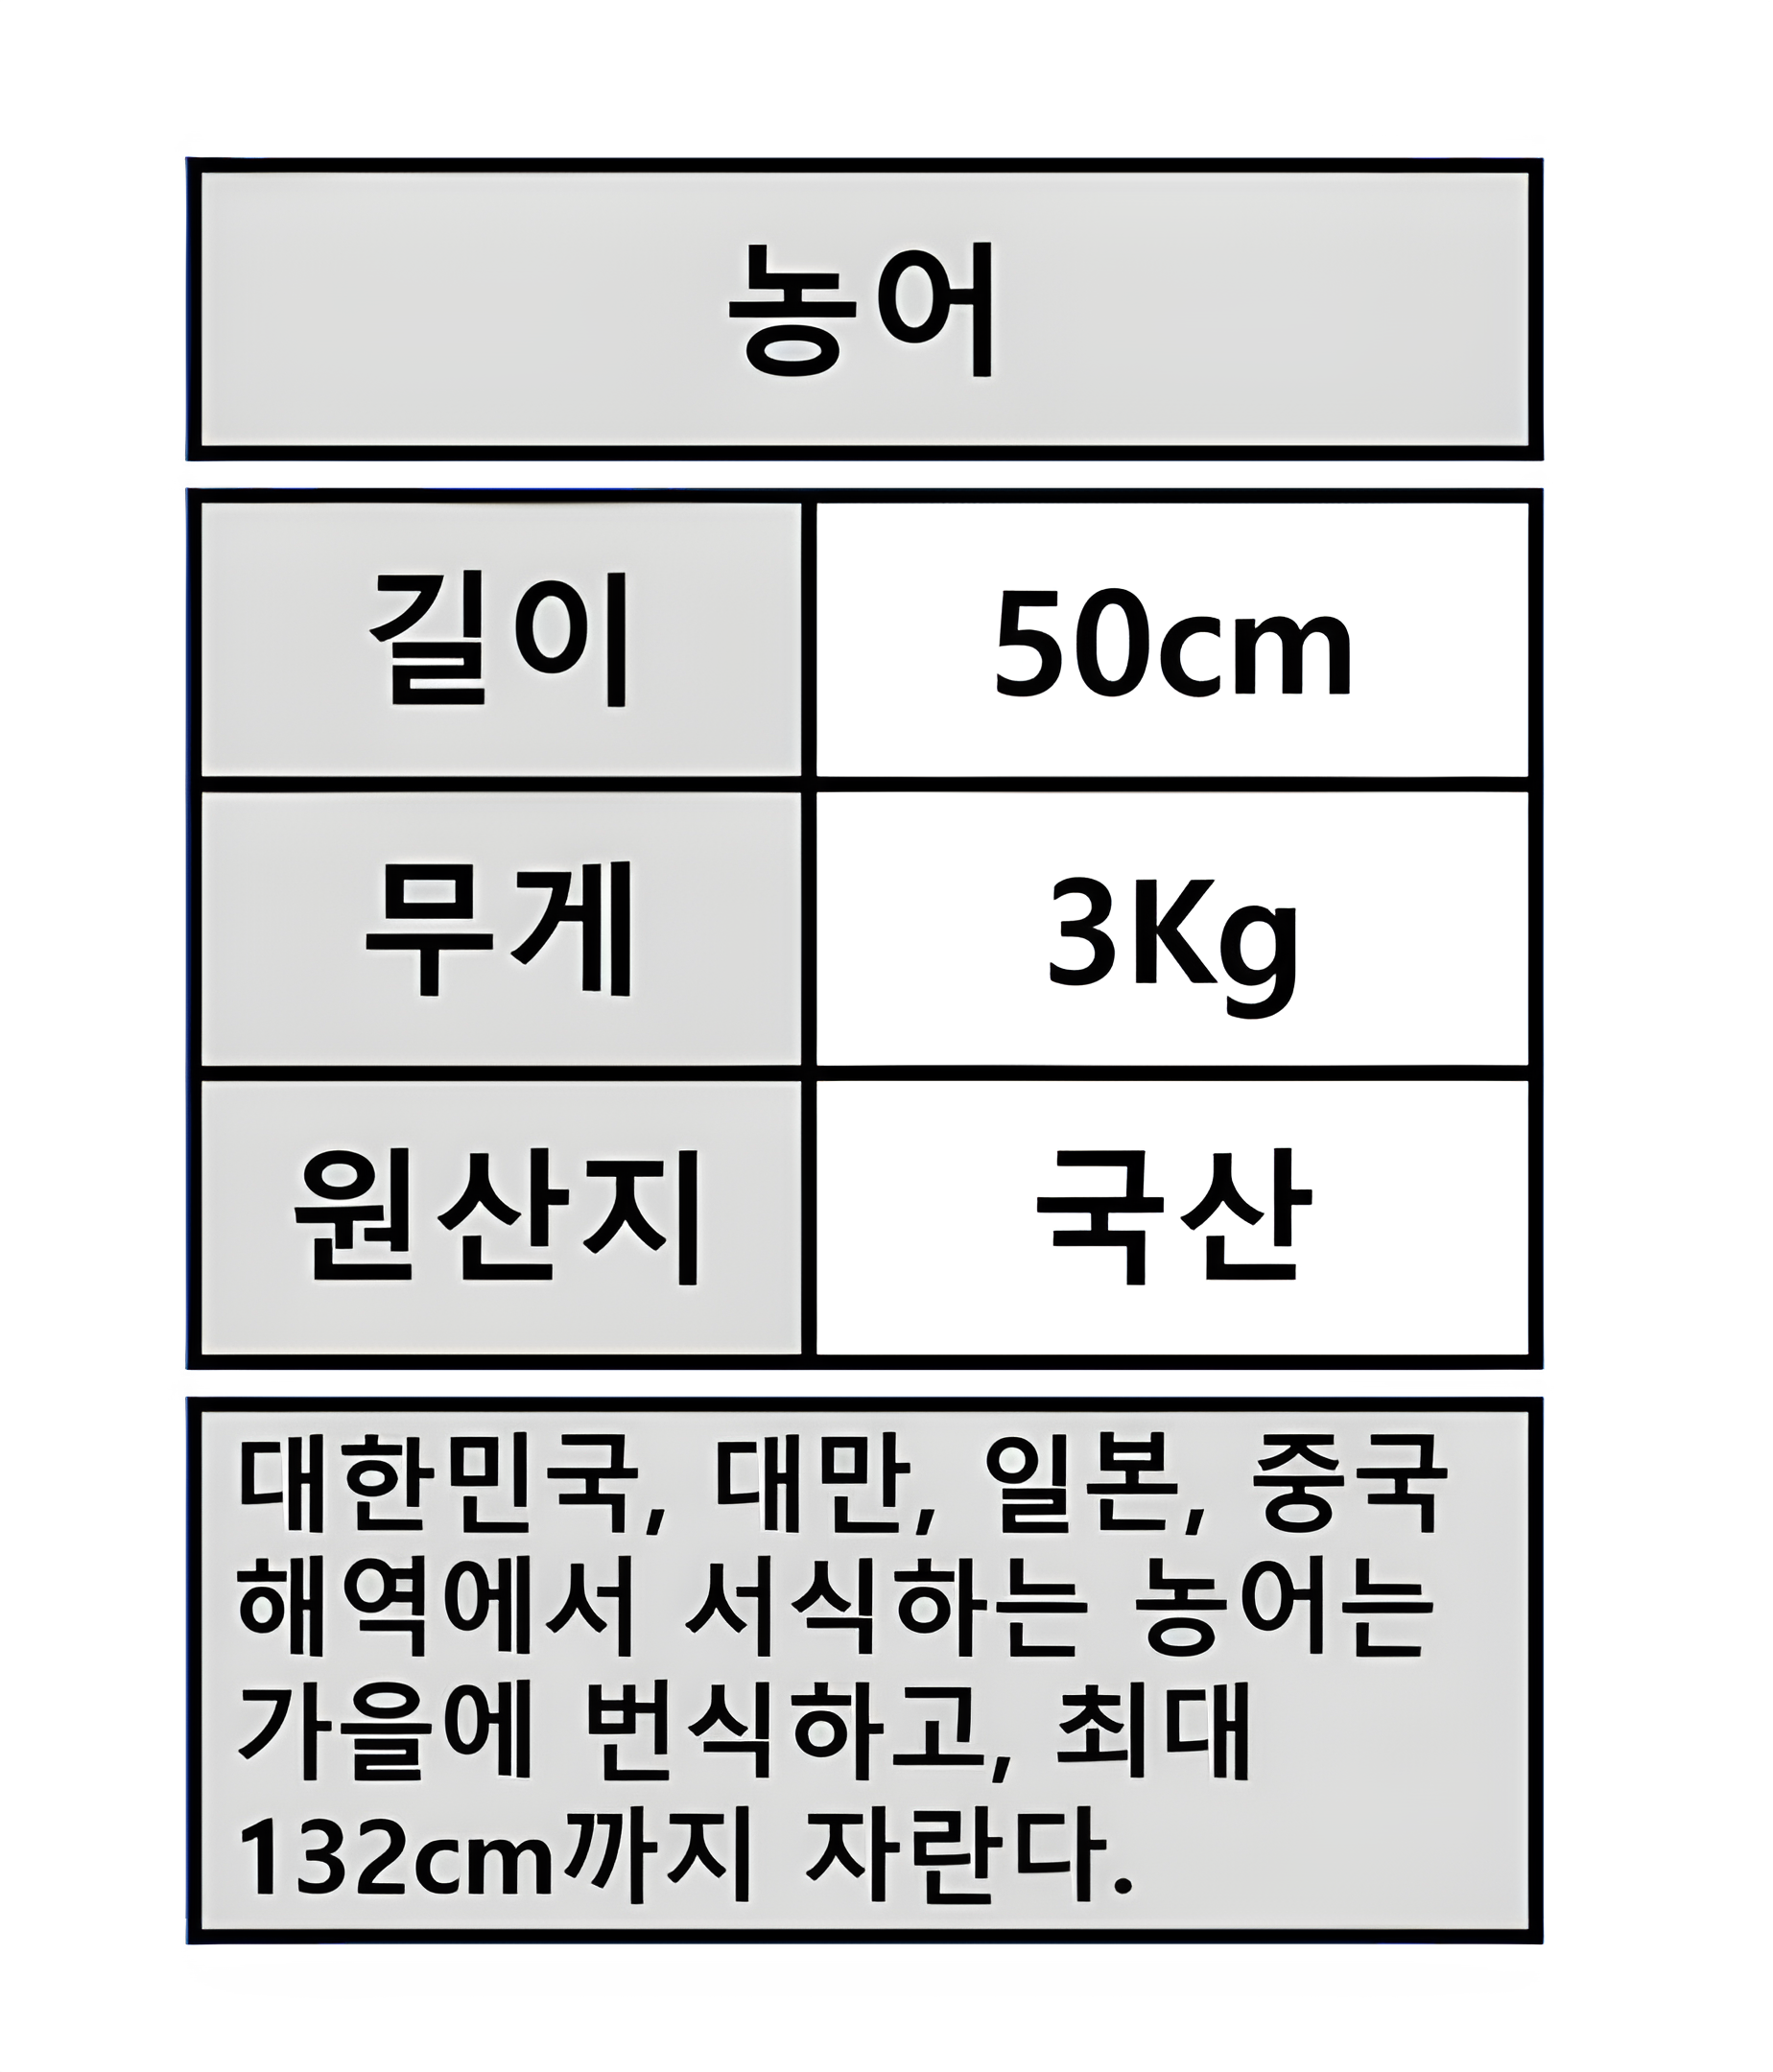 농어
길이 50cm
무게 3Kg
원산지 국산
대한민국, 대만, 일본, 중국
해역에서 서식하는 농어는
가을에 번식하고, 최대
132cm까지 자란다.